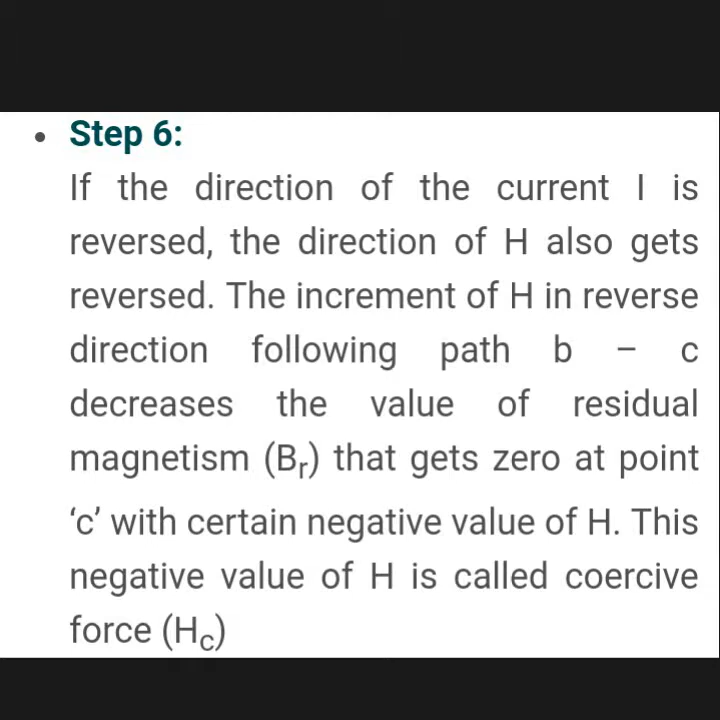 • Step 6:
If the direction of the current I is
reversed, the direction of H also gets
reversed. The increment of H in reverse
direction following path b – c
decreases the value of residual
magnetism (Br) that gets zero at point
‘c’ with certain negative value of H. This
negative value of H is called coercive
force (Hc)